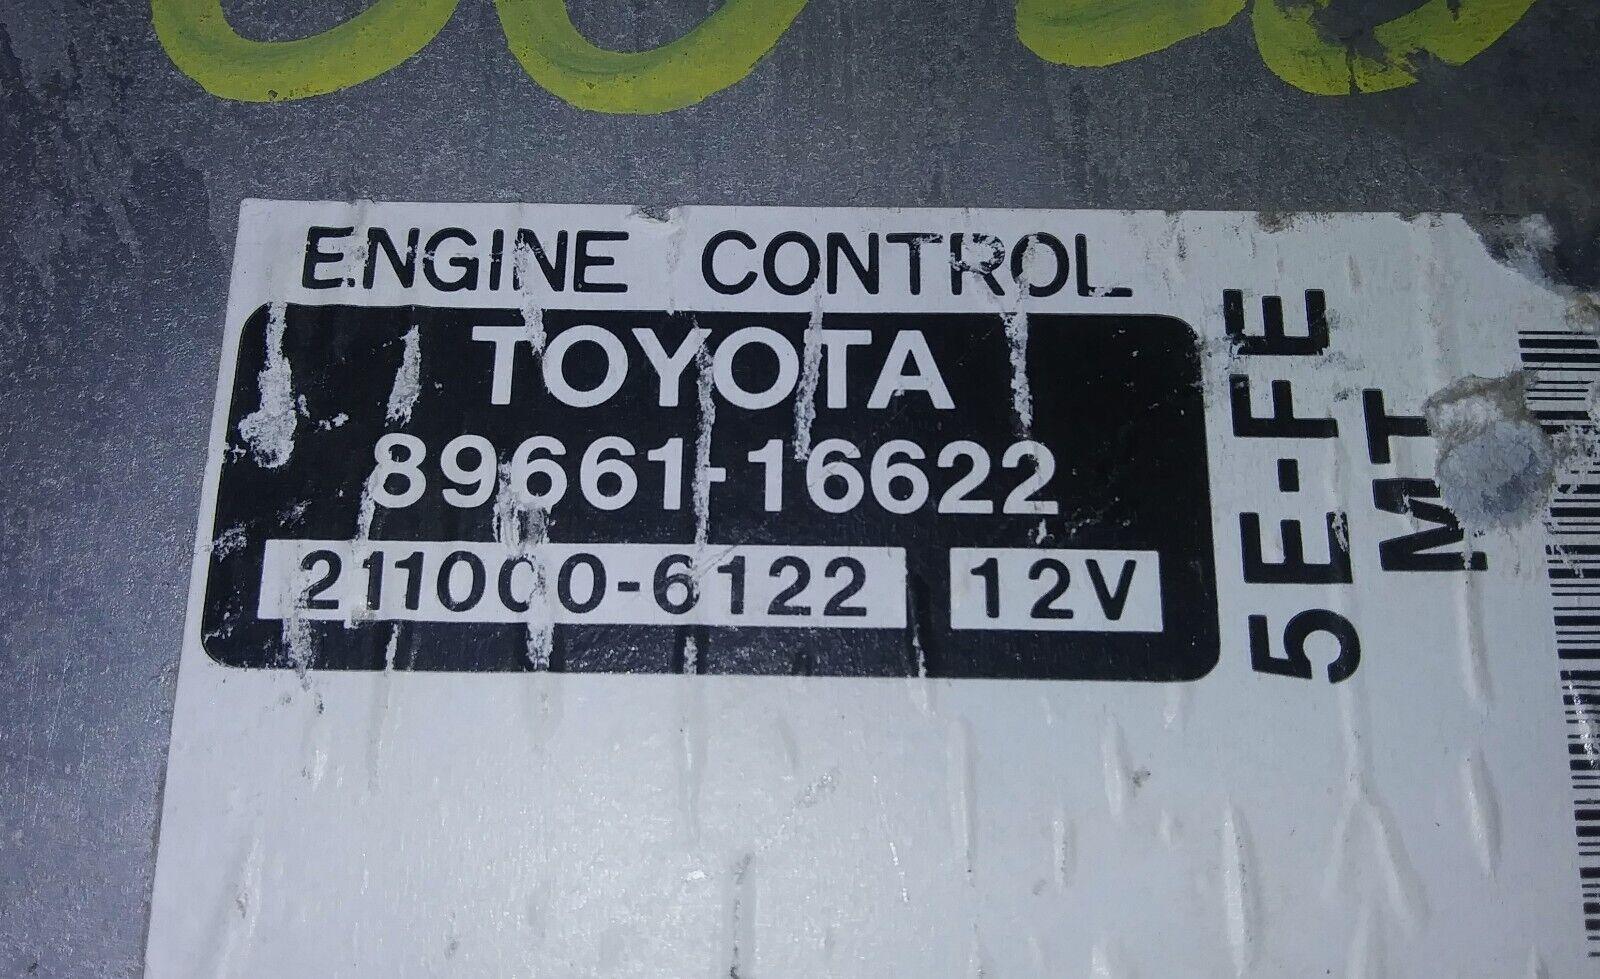 ENGINE CONTROL
TOYOTA
89661-16622
211000-6122 12V
5E-FE
MT